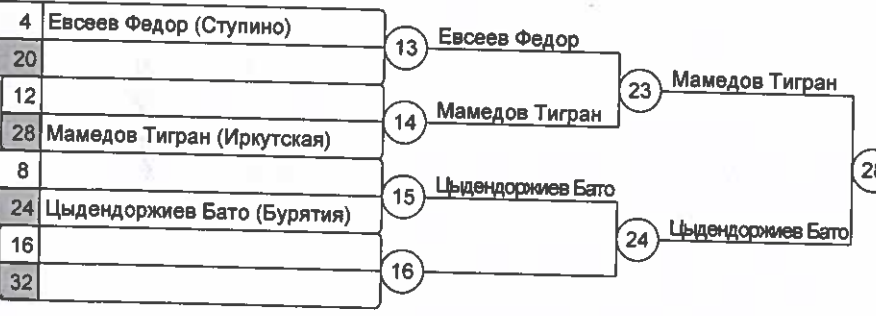 4 Евсеев Федор (Ступино)
20
12
28 Мамедов Тигран (Иркутская)
8
24 Цыдендоржиев Бато (Бурятия)
16
32
13 Евсеев Федор
14 Мамедов Тигран
15 Цыдендоржиев Бато
16
23 Мамедов Тигран
24 Цыдендоржиев Бато